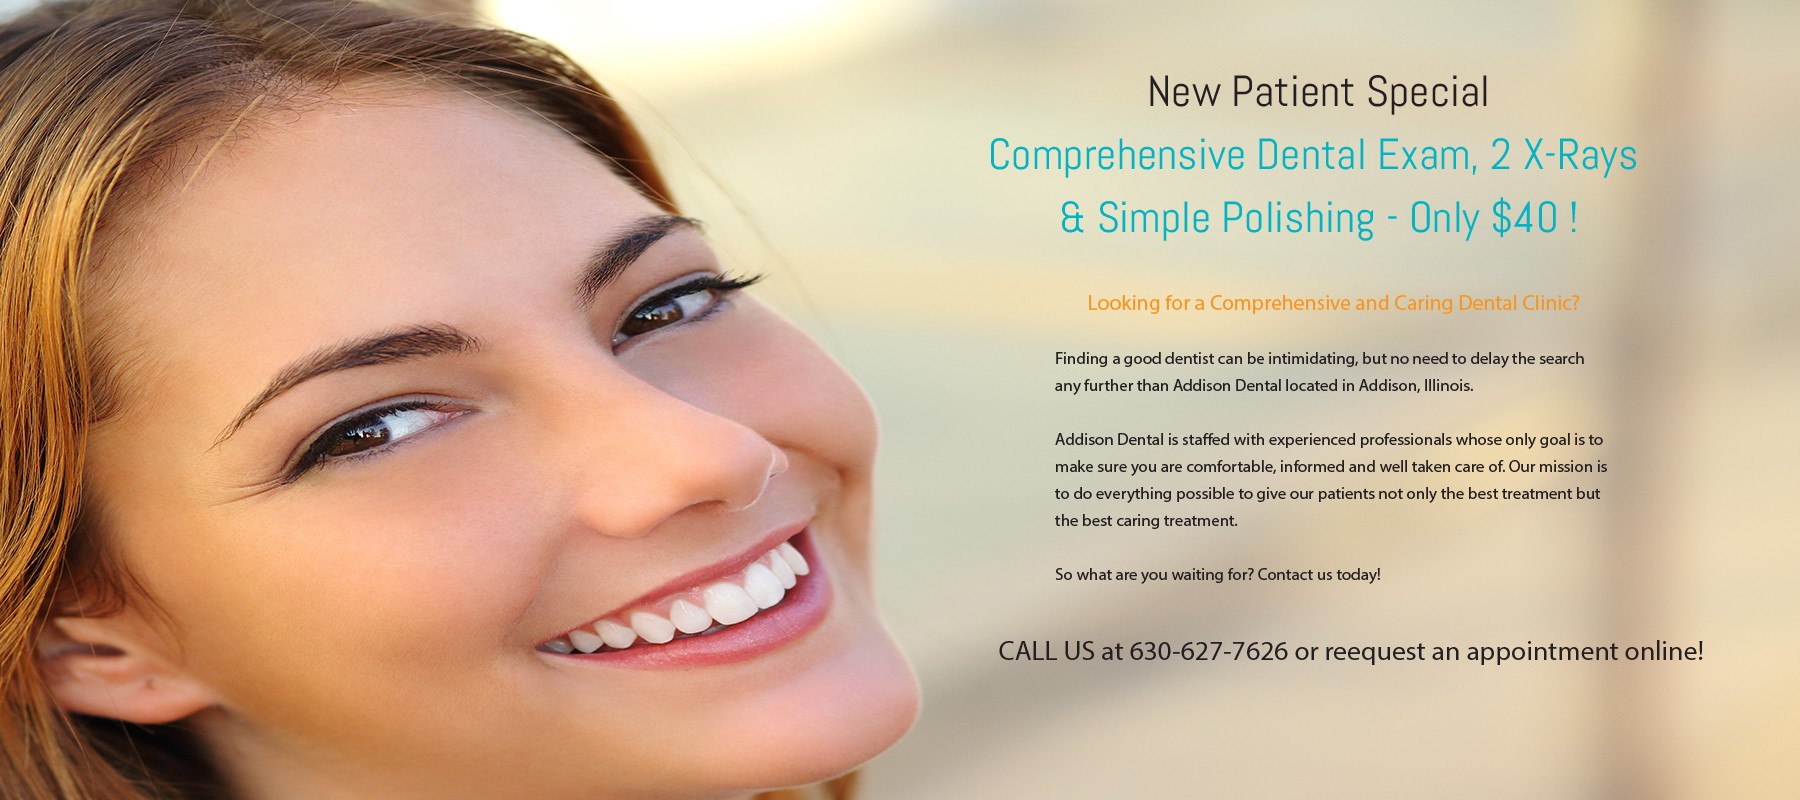 New Patient Special
Comprehensive Dental Exam, 2 X-Rays
& Simple Polishing - Only $40 !
Looking for a Comprehensive and Caring Dental Clinic?
Finding a good dentist can be intimidating, but no need to delay the search
any further than Addison Dental located in Addison, Illinois.
Addison Dental is staffed with experienced professionals whose only goal is to
make sure you are comfortable, informed and well taken care of. Our mission is
to do everything possible to give our patients not only the best treatment but
the best caring treatment.
So what are you waiting for? Contact us today!
CALL US at 630-627-7626 or reequest an appointment online!